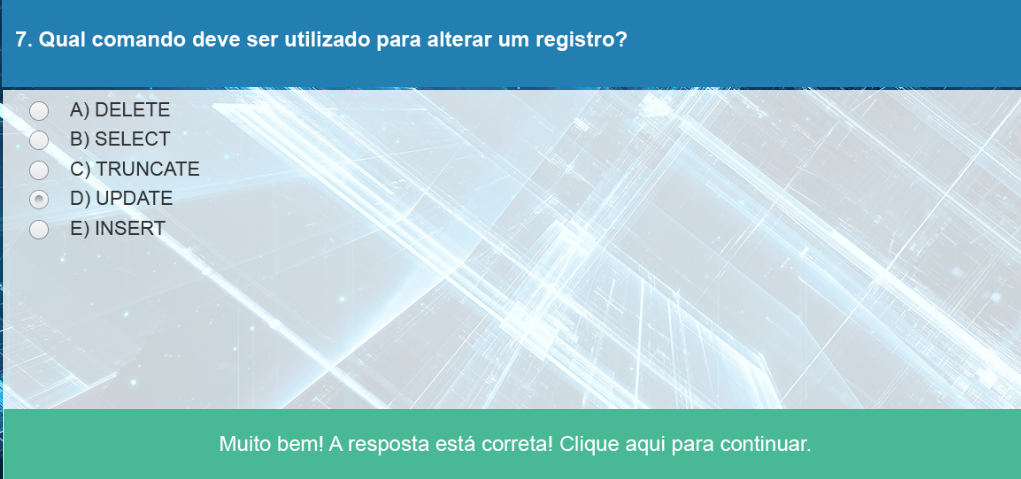 7. Qual comando deve ser utilizado para alterar um registro?
A) DELETE
B) SELECT
C) TRUNCATE
D) UPDATE
E) INSERT
Muito bem! A resposta está correta! Clique aqui para continuar.